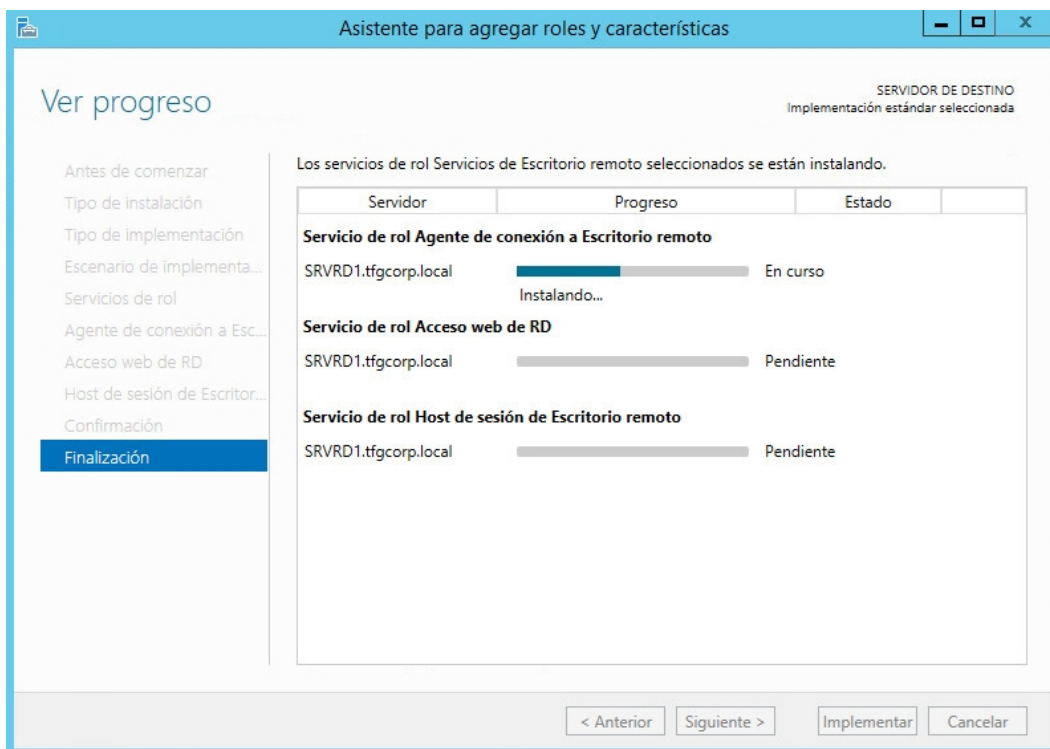 Asistente para agregar roles y características
Ver progreso
SERVIDOR DE DESTINO
Implementación estándar seleccionada
Antes de comenzar
Tipo de instalación
Tipo de implementación
Escenario de implementa...
Servicios de rol
Agente de conexión a Esc...
Acceso web de RD
Host de sesión de Escritor...
Confirmación
Finalización
Los servicios de rol Servicios de Escritorio remoto seleccionados se están instalando.
Servidor Progreso Estado
Servicio de rol Agente de conexión a Escritorio remoto
SRVRD1.tfgcorp.local En curso
Instalando...
Servicio de rol Acceso web de RD
SRVRD1.tfgcorp.local Pendiente
Servicio de rol Host de sesión de Escritorio remoto
SRVRD1.tfgcorp.local Pendiente
< Anterior Siguiente > Implementar Cancelar